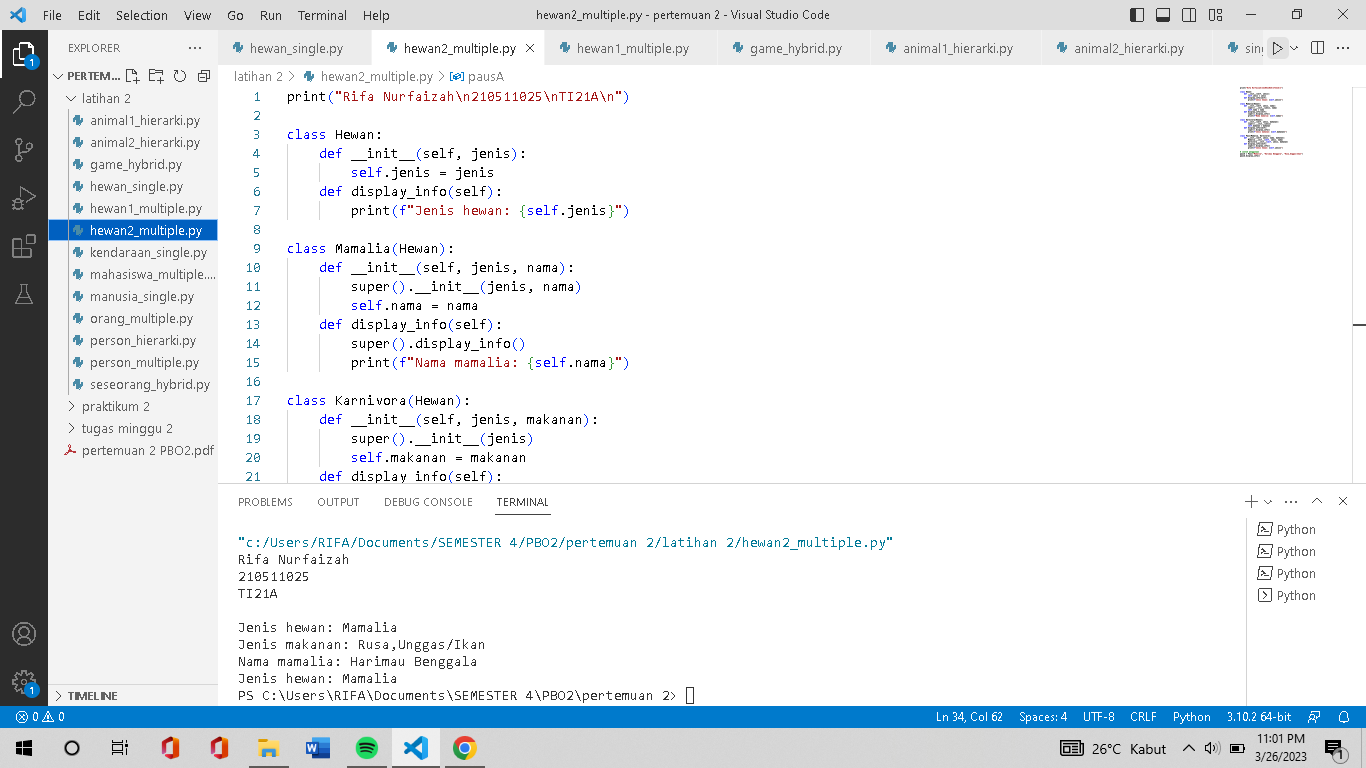 File Edit Selection View Go Run Terminal Help hewan2_multiple.py - pertemuan 2 - Visual Studio Code
EXPLORER
hewan_single.py hewan2_multiple.py hewan1_multiple.py game_hybrid.py animal1_hierarki.py animal2_hierarki.py
PERTEM...
latihan 2
animal1_hierarki.py
animal2_hierarki.py
game_hybrid.py
hewan_single.py
hewan1_multiple.py
hewan2_multiple.py
kendaraan_single.py
mahasiswa_multiple....
manusia_single.py
orang_multiple.py
person_hierarki.py
person_multiple.py
seseorang_hybrid.py
praktikum 2
tugas minggu 2
pertemuan 2 PBO2.pdf
TIMELINE
1
1
latihan 2 > hewan2_multiple.py > pausA
1 print("Rifa Nurfaizah\n210511025\nTI21A\n")
2
3 class Hewan:
4     def __init__(self, jenis):
5         self.jenis = jenis
6     def display_info(self):
7         print(f"Jenis hewan: {self.jenis}")
8
9 class Mamalia(Hewan):
10     def __init__(self, jenis, nama):
11         super().__init__(jenis, nama)
12         self.nama = nama
13     def display_info(self):
14         super().display_info()
15         print(f"Nama mamalia: {self.nama}")
16
17 class Karnivora(Hewan):
18     def __init__(self, jenis, makanan):
19         super().__init__(jenis)
20         self.makanan = makanan
21     def display_info(self):
PROBLEMS OUTPUT DEBUG CONSOLE TERMINAL
"c:/Users/RIFA/Documents/SEMESTER 4/PBO2/pertemuan 2/latihan 2/hewan2_multiple.py"
Rifa Nurfaizah
210511025
TI21A
Jenis hewan: Mamalia
Jenis makanan: Rusa,Unggas/Ikan
Nama mamalia: Harimau Benggala
Jenis hewan: Mamalia
PS C:\Users\RIFA\Documents\SEMESTER 4\PBO2\pertemuan 2>
Python
Python
Python
Python
0 0 Ln 34, Col 62 Spaces: 4 UTF-8 CRLF Python 3.10.2 64-bit
26°C Kabut 11:01 PM
3/26/2023
1